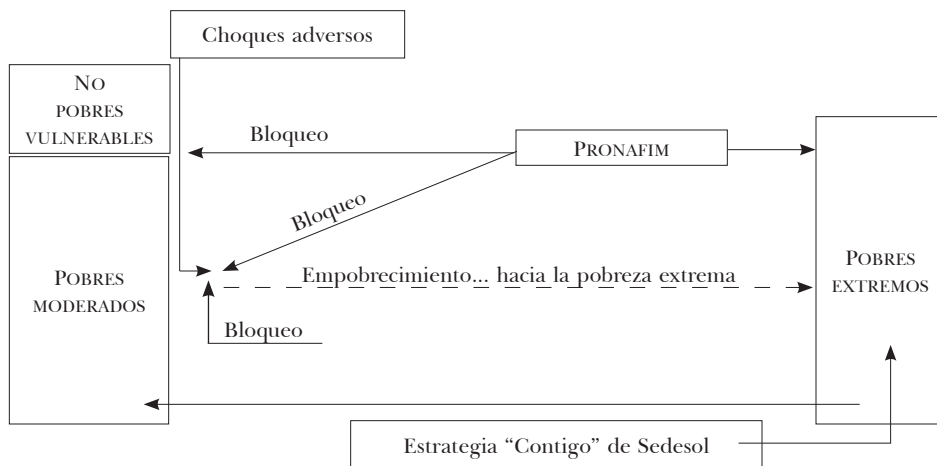 Choques adversos
NO
POBRES
VULNERABLES
Bloqueo
PRONAFIM
Bloqueo
POBRES
MODERADOS
Empobrecimiento... hacia la pobreza extrema
POBRES
EXTREMOS
Bloqueo
Estrategia “Contigo” de Sedesol